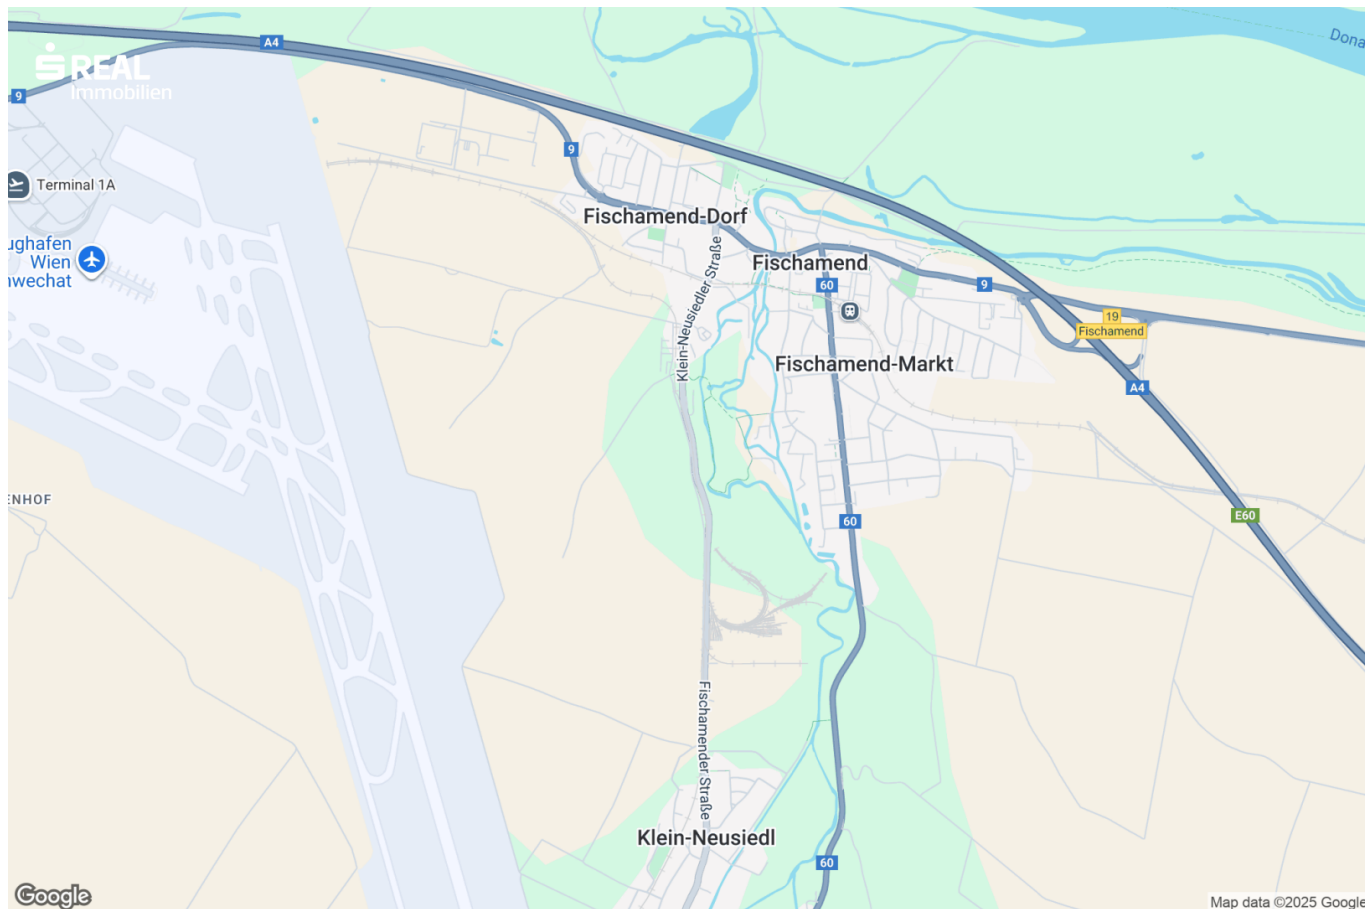 A4
REAL
Immobilien
9
Dona
9
Terminal 1A
Fischamend-Dorf
ughafen
Wien
nwechat
Klein-Neusiedler Straße
Fischamend
60
9
19
Fischamend
Fischamend-Markt
A4
ENHOF
60
E60
Fischamender Straße
Klein-Neusiedl
60
Google
Map data ©2025 Google